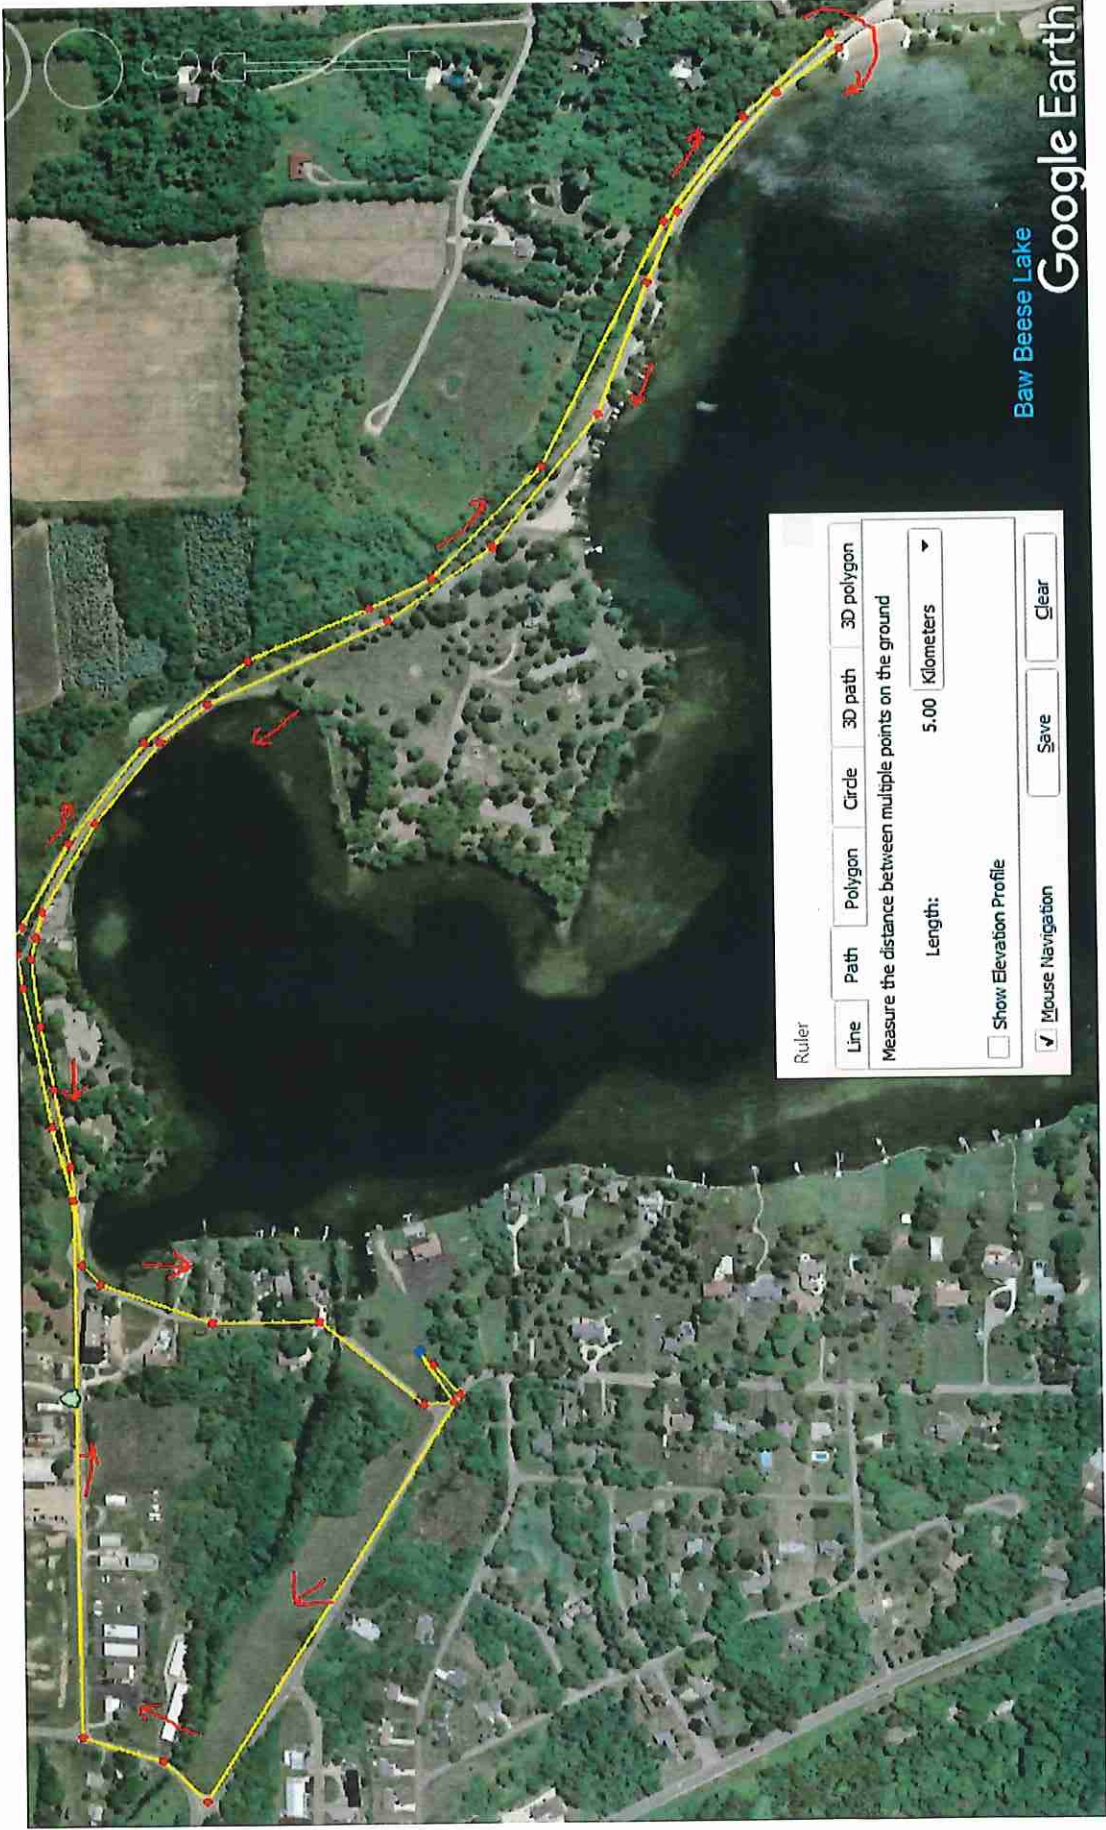 Ruler
Line Path Polygon Circle 3D path 3D polygon
Measure the distance between multiple points on the ground
Length: 5.00 Kilometers
Show Elevation Profile
Mouse Navigation Save Clear
Baw Beese Lake
Google Earth